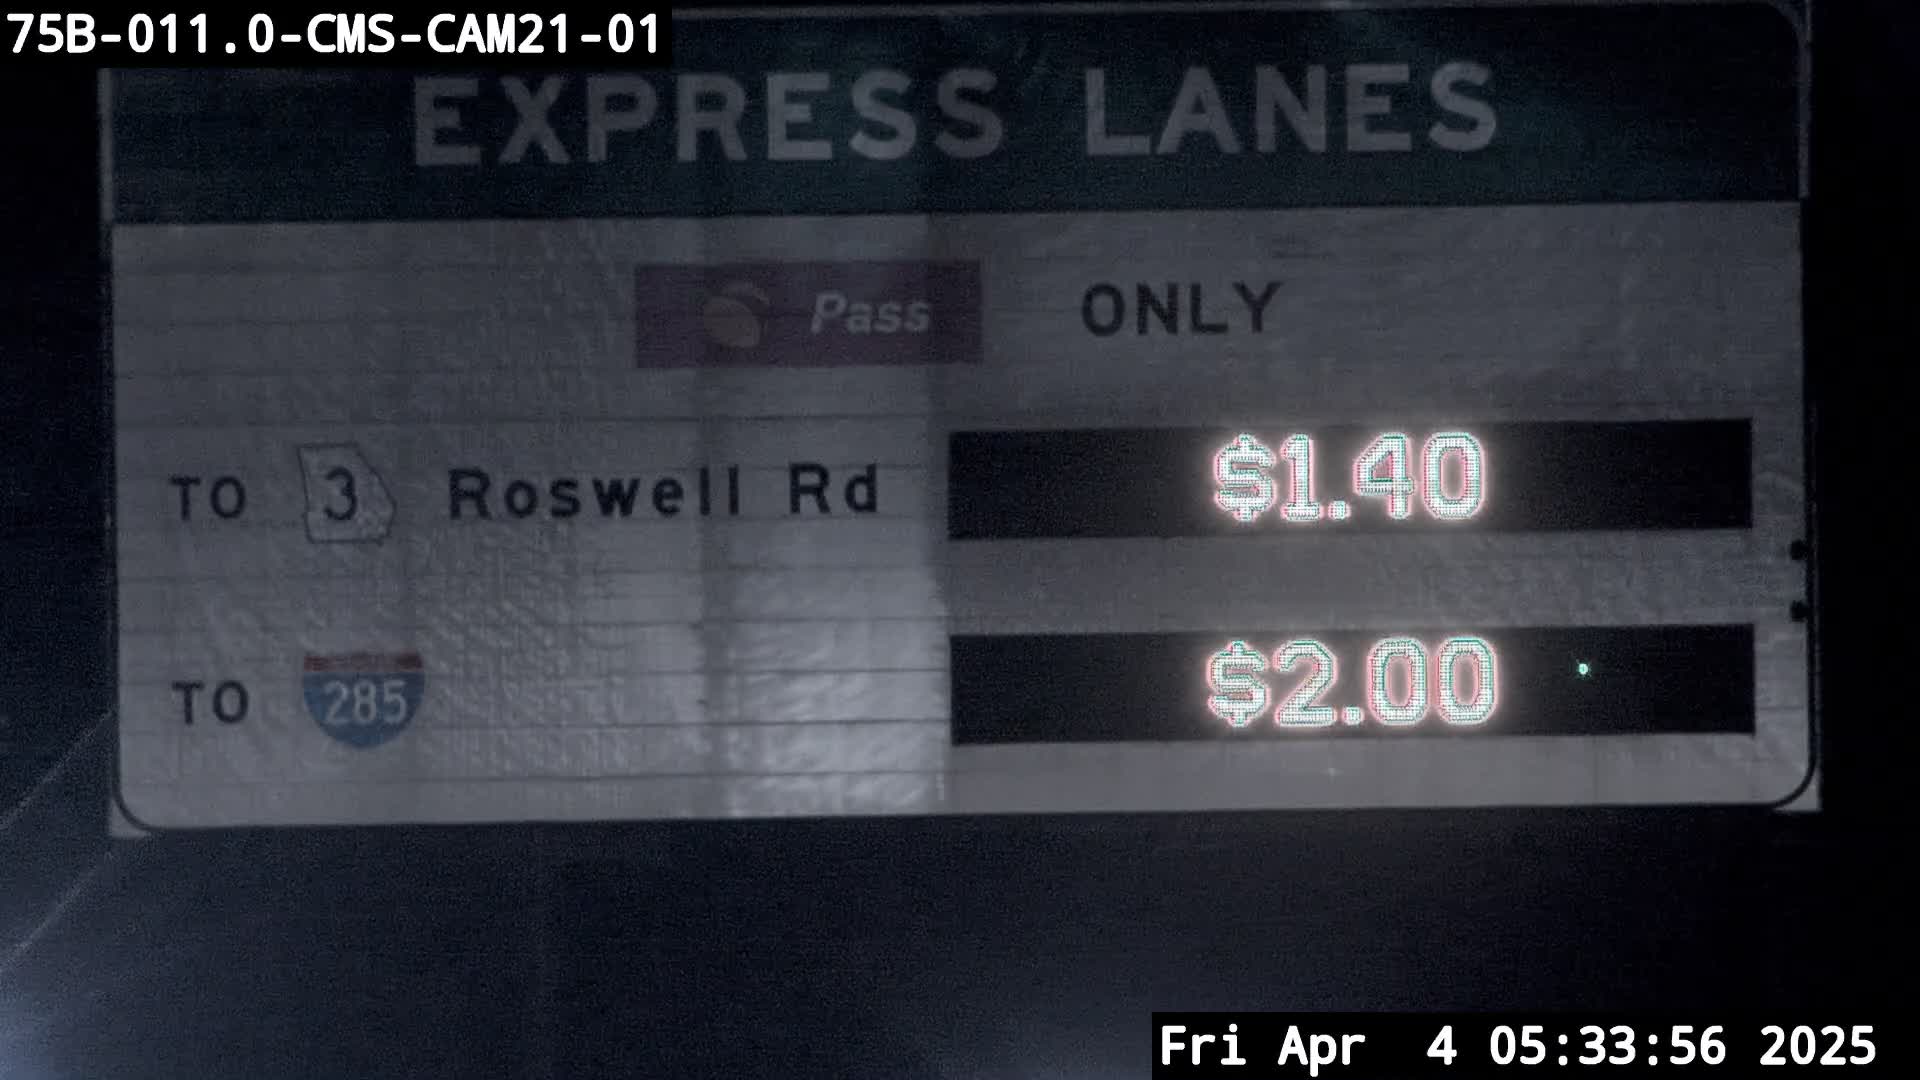 75B-011.0-CMS-CAM21-01
EXPRESS LANES
Pass ONLY
TO 3 Roswell Rd $1.40
TO 285 $2.00
Fri Apr 4 05:33:56 2025